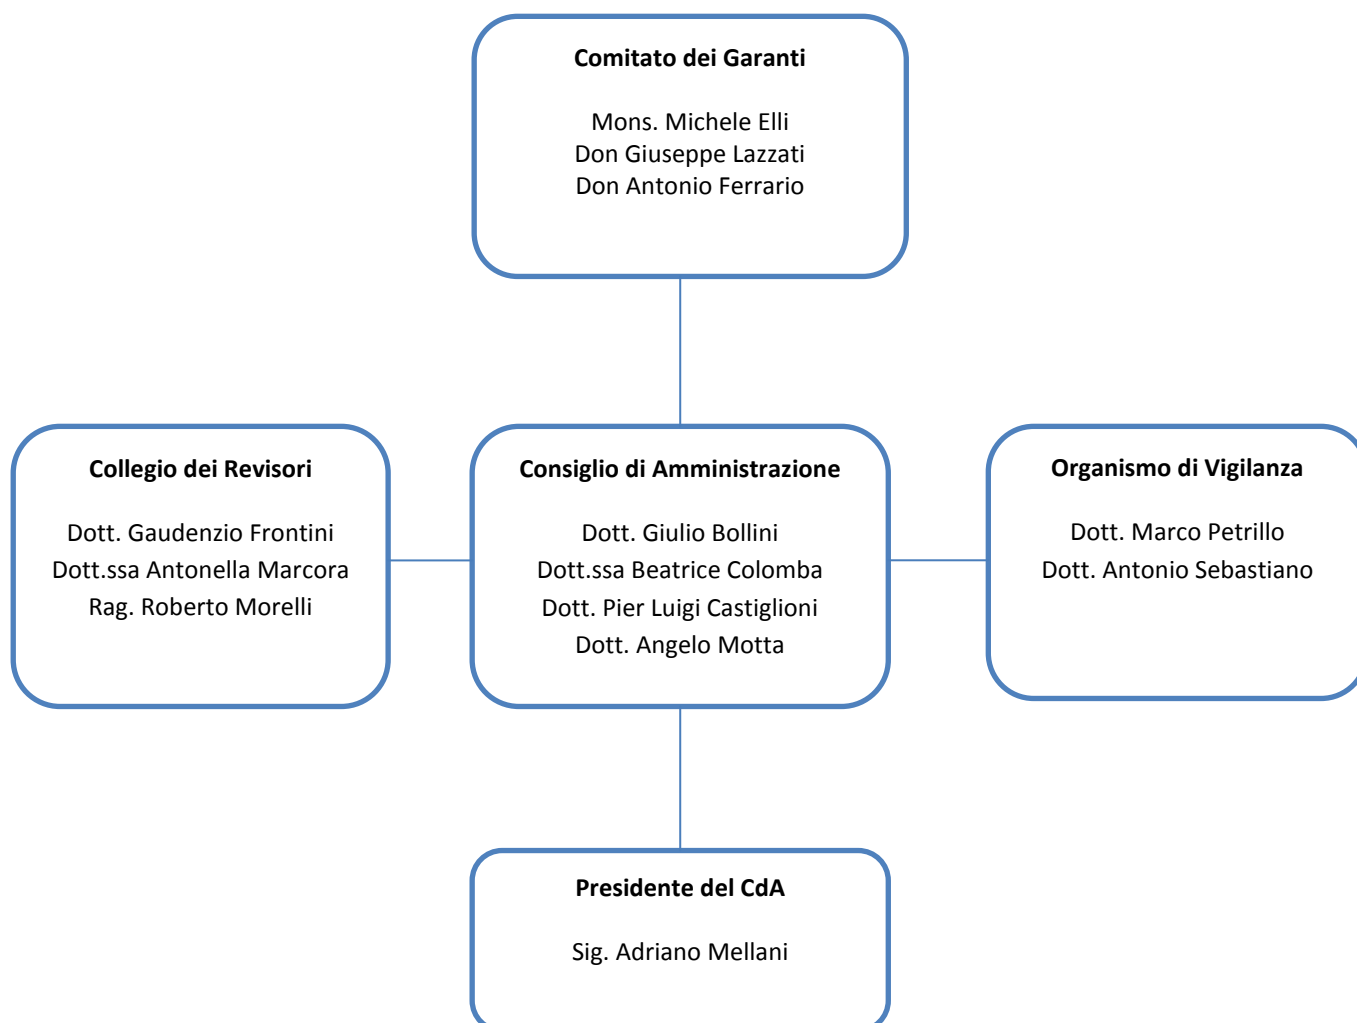 Comitato dei Garanti
Mons. Michele Elli
Don Giuseppe Lazzati
Don Antonio Ferrario
Collegio dei Revisori
Dott. Gaudenzio Frontini
Dott.ssa Antonella Marcora
Rag. Roberto Morelli
Consiglio di Amministrazione
Dott. Giulio Bollini
Dott.ssa Beatrice Colomba
Dott. Pier Luigi Castiglioni
Dott. Angelo Motta
Organismo di Vigilanza
Dott. Marco Petrillo
Dott. Antonio Sebastiano
Presidente del CdA
Sig. Adriano Mellani